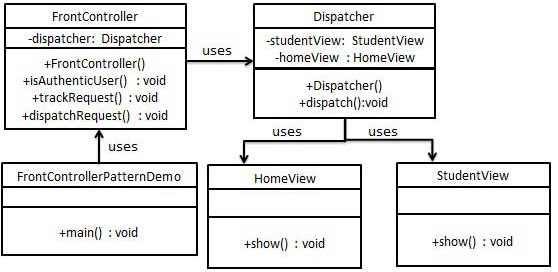 FrontController
-dispatcher: Dispatcher
+FrontController()
+isAuthenticUser() : void
+trackRequest() : void
+dispatchRequest() : void
uses
Dispatcher
-studentView: StudentView
-homeView : HomeView
+Dispatcher()
+dispatch():void
uses
uses
uses
FrontControllerPatternDemo
+main() : void
HomeView
+show() : void
StudentView
+show() : void